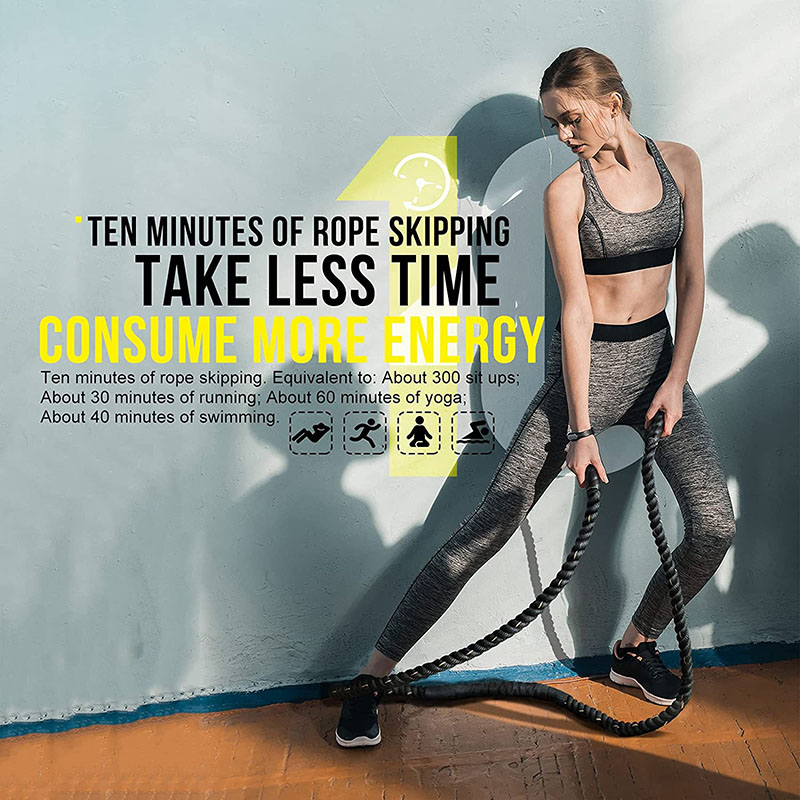 10
TEN MINUTES OF ROPE SKIPPING
TAKE LESS TIME
CONSUME MORE ENERGY
Ten minutes of rope skipping. Equivalent to: About 300 sit ups;
About 30 minutes of running; About 60 minutes of yoga;
About 40 minutes of swimming.